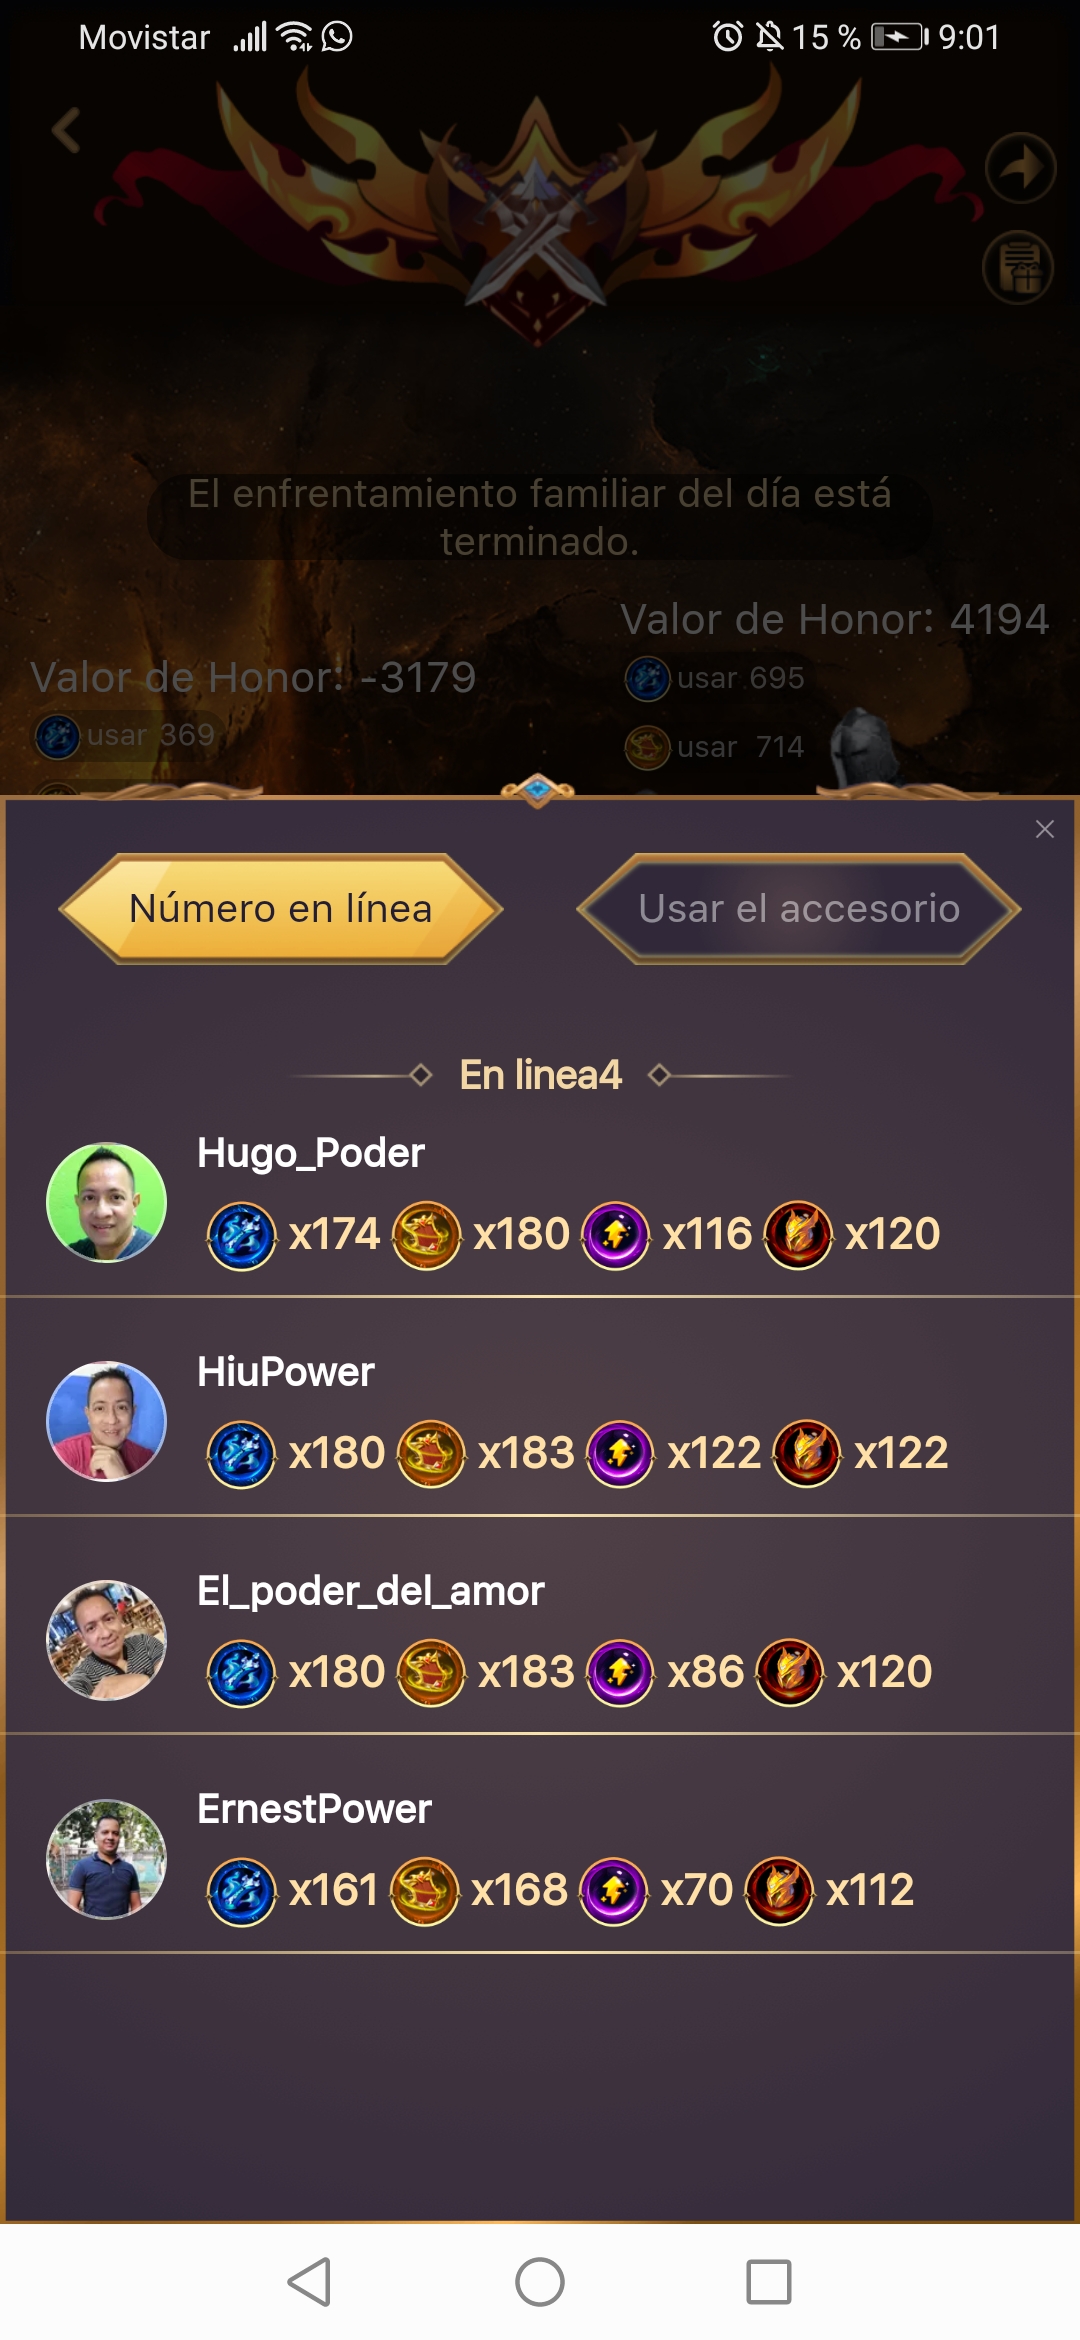 Movistar 15 % 9:01
El enfrentamiento familiar del día está
terminado.
Valor de Honor: 4194
Valor de Honor: -3179
usar 695
usar 369
usar 714
Número en línea
Usar el accesorio
En linea4
Hugo_Poder
x174 x180 x116 x120
HiuPower
x180 x183 x122 x122
El_poder_del_amor
x180 x183 x86 x120
ErnestPower
x161 x168 x70 x112